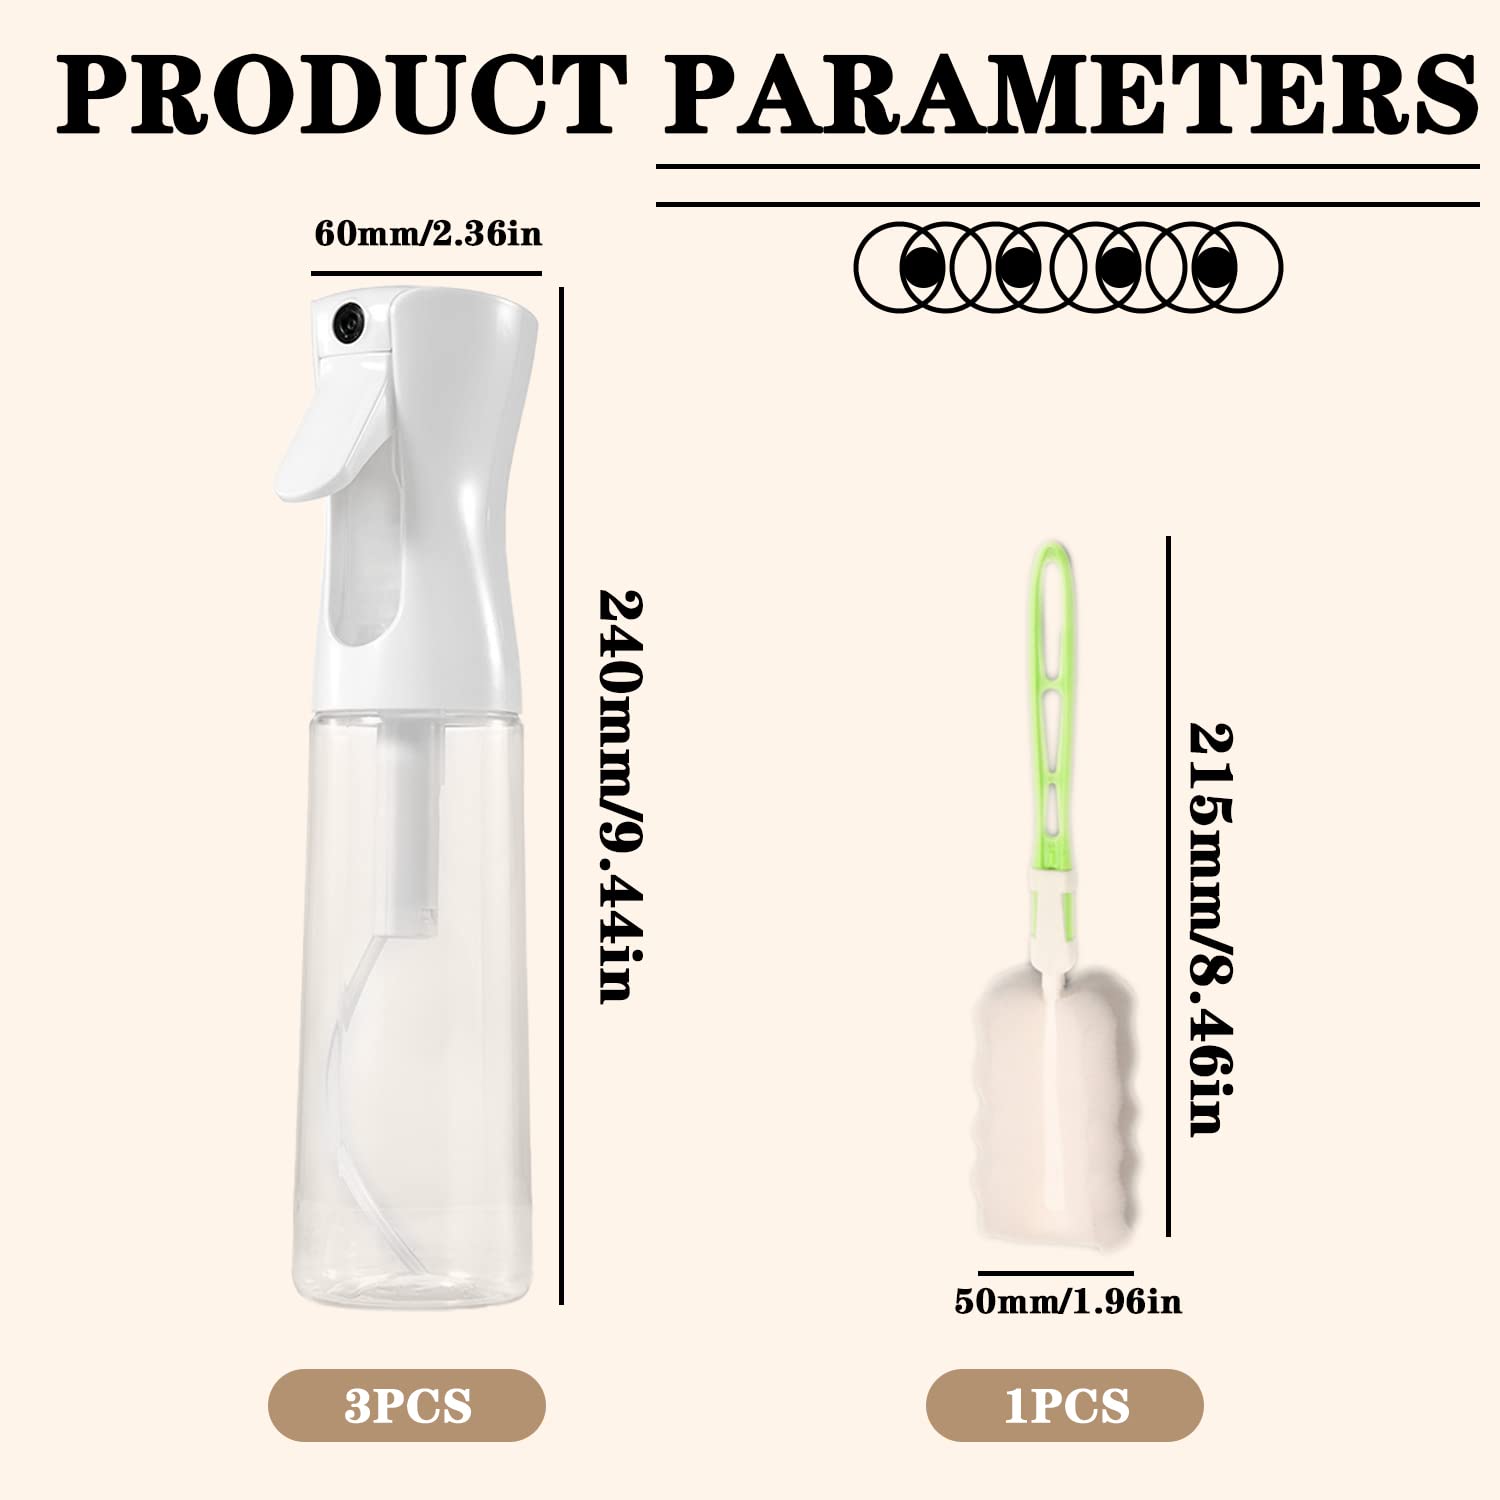 PRODUCT PARAMETERS
60mm/2.36in
240mm/9.44in
215mm/8.46in
50mm/1.96in
3PCS
1PCS